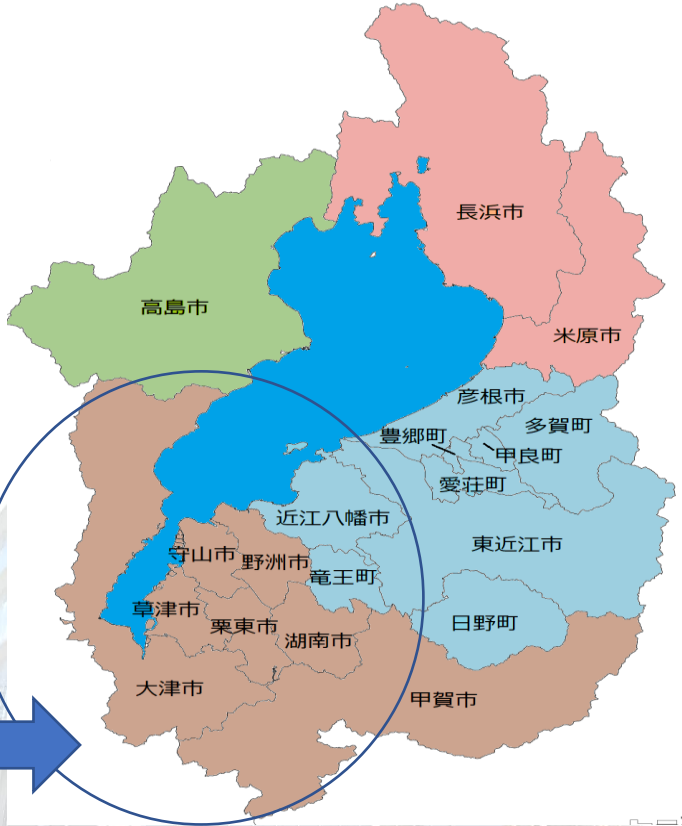 長浜市
高島市
米原市
彦根市
多賀町
豊郷町
甲良町
愛荘町
近江八幡市
東近江市
守山市
野洲市
竜王町
草津市
栗東市
湖南市
日野町
大津市
甲賀市